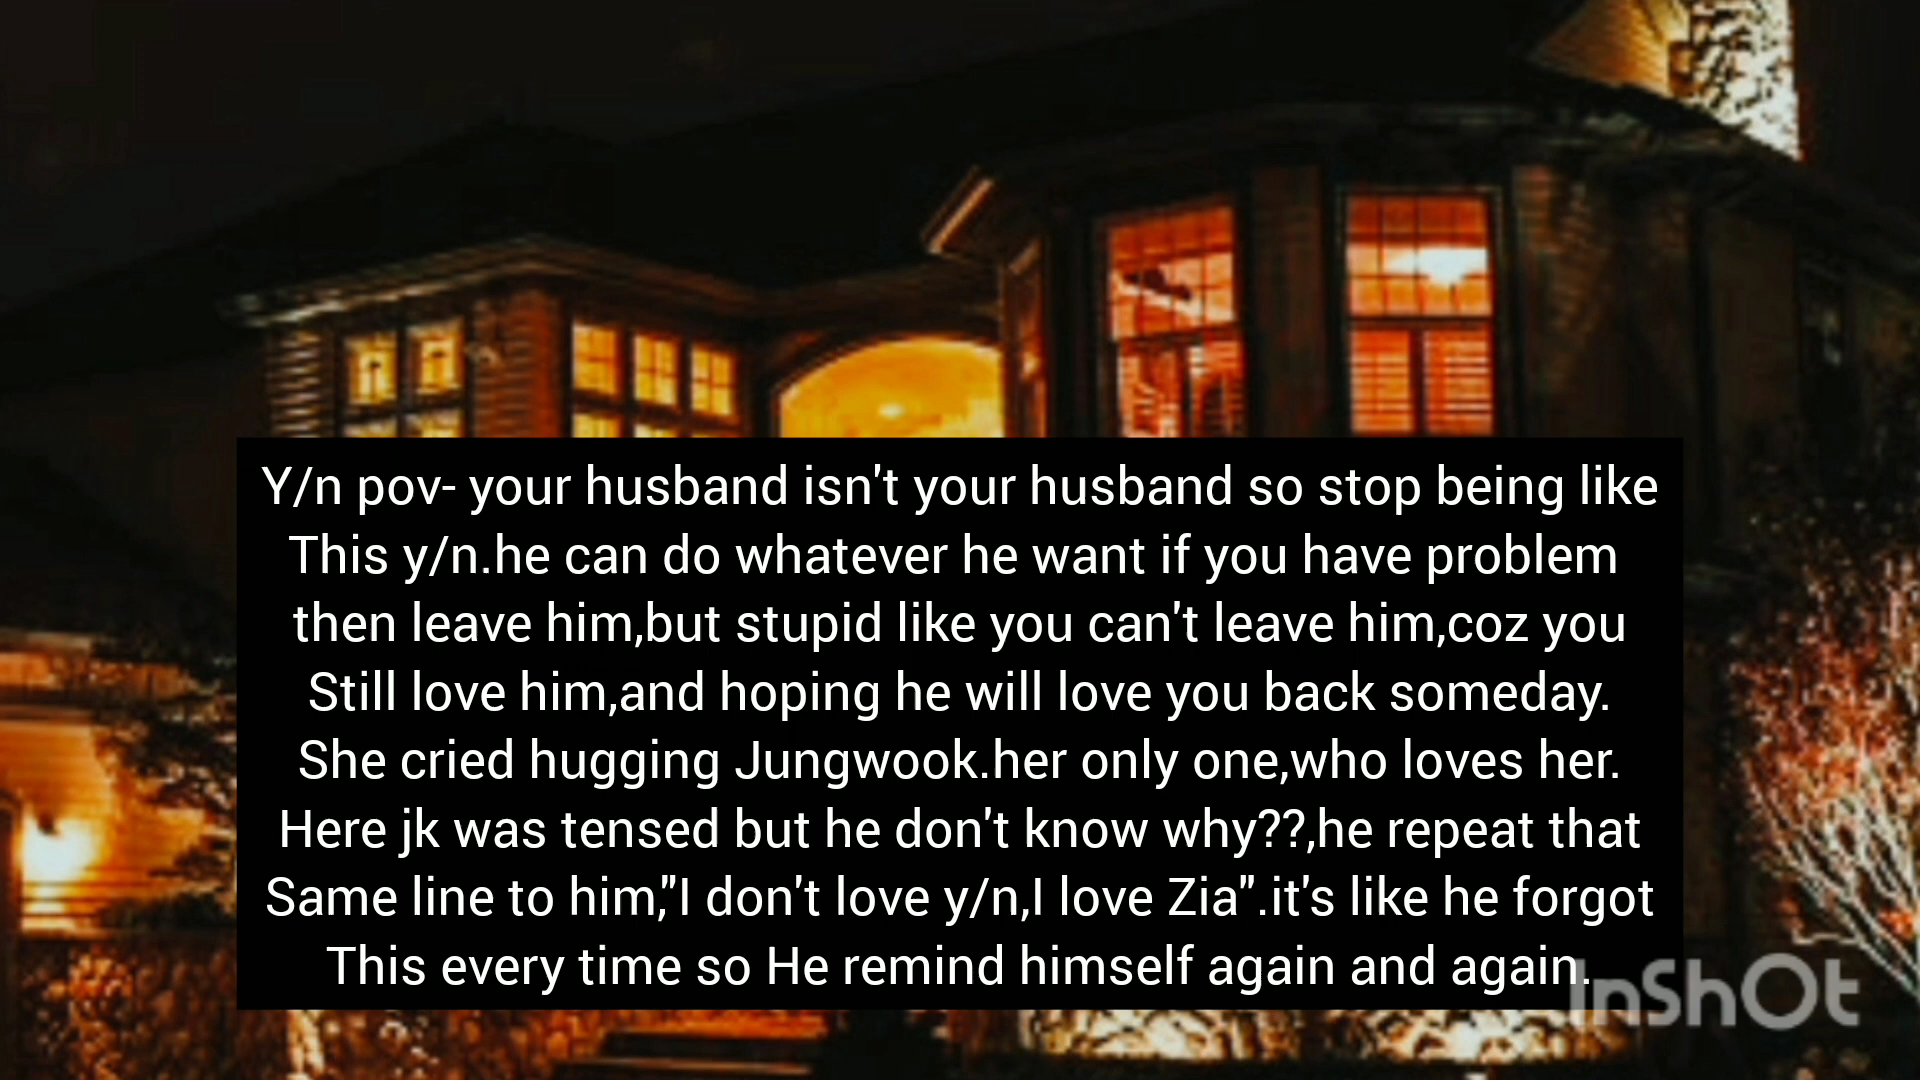 Y/n pov- your husband isn't your husband so stop being like
This y/n.he can do whatever he want if you have problem
then leave him,but stupid like you can't leave him,coz you
Still love him,and hoping he will love you back someday.
She cried hugging Jungwook.her only one,who loves her.
Here jk was tensed but he don't know why??,he repeat that
Same line to him,"I don't love y/n,I love Zia".it's like he forgot
This every time so He remind himself again and again.
InShOt